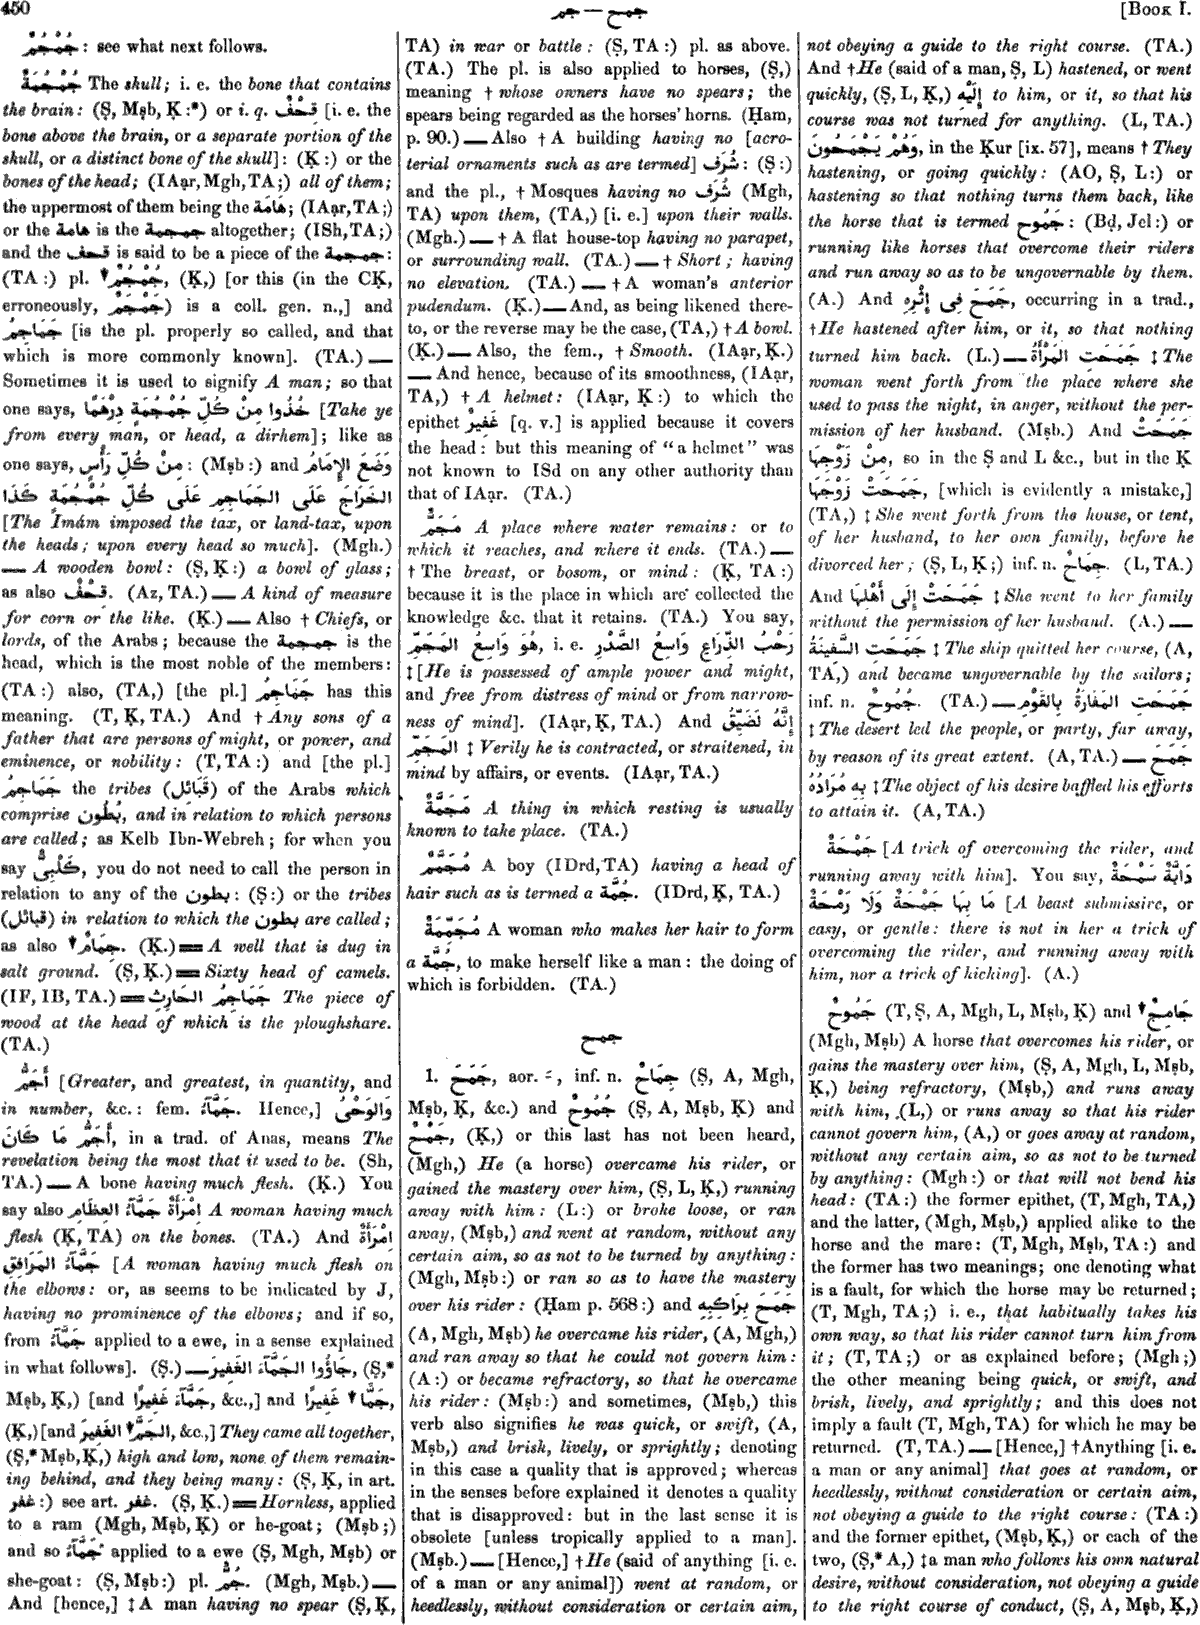 450
جم — جمح
[Book I.
جُمْجُمٌ : see what next follows.
جُمْجُمَةٌ The skull; i. e. the bone that contains
the brain: (Ṣ, Mṣb, Ḳ:*) or i. q. قِحْفٌ [i. e. the
bone above the brain, or a separate portion of the
skull, or a distinct bone of the skull]: (Ḳ:) or the
bones of the head; (IAạr, Mgh, TA;) all of them;
the uppermost of them being the هَامَة; (IAạr, TA;)
or the هامة is the جمجمة altogether; (ISh, TA;)
and the قحف is said to be a piece of the جمجمة:
(TA:) pl. ▼ جُمْجُمٌ, (Ḳ,) [or this (in the CḲ,
erroneously, جَمْجَمٌ) is a coll. gen. n.,] and
جَمَاجِمُ [is the pl. properly so called, and that
which is more commonly known]. (TA.) —
Sometimes it is used to signify A man; so that
one says, خُذُوا مِنْ كُلِّ جُمْجُمَةٍ دِرْهَمًا [Take ye
from every man, or head, a dirhem]; like as
one says, مِنْ كُلِّ رَأْسٍ : (Mṣb:) and وَضَعَ الإِمَامُ
الخَرَاجَ عَلَى الجَمَاجِمِ عَلَى كُلِّ جُمْجُمَةٍ كَذَا
[The Imám imposed the tax, or land-tax, upon
the heads; upon every head so much]. (Mgh.)
— A wooden bowl: (Ṣ, Ḳ:) a bowl of glass;
as also قِحْفٌ. (Az, TA.) — A kind of measure
for corn or the like. (Ḳ.) — Also † Chiefs, or
lords, of the Arabs; because the جمجمة is the
head, which is the most noble of the members:
(TA:) also, (TA,) [the pl.] جَمَاجِمُ has this
meaning. (T, Ḳ, TA.) And † Any sons of a
father that are persons of might, or power, and
eminence, or nobility: (T, TA:) and [the pl.]
جَمَاجِمُ the tribes (قَبَائِل) of the Arabs which
comprise بُطُون, and in relation to which persons
are called; as Kelb Ibn-Webreh; for when you
say كَلْبِىٌّ, you do not need to call the person in
relation to any of the بطون: (Ṣ:) or the tribes
(قبائل) in relation to which the بطون are called;
as also ▼ جِمَامٌ. (Ḳ.) = A well that is dug in
salt ground. (Ṣ, Ḳ.) = Sixty head of camels.
(IF, IB, TA.) = جَمَاجِمُ الحَارِثِ The piece of
wood at the head of which is the ploughshare.
(TA.)
أَجَمُّ [Greater, and greatest, in quantity, and
in number, &c.: fem. جَمَّآءُ. Hence,] وَالوَحْىُ
أَجَمُّ مَا كَانَ, in a trad. of Anas, means The
revelation being the most that it used to be. (Sh,
TA.) — A bone having much flesh. (Ḳ.) You
say also اِمْرَأَةٌ جَمَّآءُ العِظَامِ A woman having much
flesh (Ḳ, TA) on the bones. (TA.) And امْرَأَةٌ
جَمَّآءُ المَرَافِقِ [A woman having much flesh on
the elbows: or, as seems to be indicated by J,
having no prominence of the elbows; and if so,
from جَمَّآءُ applied to a ewe, in a sense explained
in what follows]. (Ṣ.) — جَاؤُوا الجَمَّآءَ الغَفِيرَ, (Ṣ,*
Mṣb, Ḳ,) [and جَمَّآءَ غَفِيرًا, &c.,] and ▼ جَمًّا غَفِيرًا,
(Ḳ,) [and ▼ الجَمَّ الغَفِيرَ, &c.,] They came all together,
(Ṣ,* Mṣb, Ḳ,) high and low, none of them remain-
ing behind, and they being many: (Ṣ, Ḳ, in art.
غفر:) see art. غفر. (Ṣ, Ḳ.) = Hornless, applied
to a ram (Mgh, Mṣb, Ḳ) or he-goat; (Mṣb;)
and so جَمَّآءُ applied to a ewe (Ṣ, Mgh, Mṣb) or
she-goat: (Ṣ, Mṣb:) pl. جُمٌّ. (Mgh, Mṣb.) —
And [hence,] ‡ A man having no spear (Ṣ, Ḳ,
TA) in war or battle: (Ṣ, TA:) pl. as above.
(TA.) The pl. is also applied to horses, (Ṣ,)
meaning † whose owners have no spears; the
spears being regarded as the horses' horns. (Ḥam,
p. 90.) — Also † A building having no [acro-
terial ornaments such as are termed] شُرَف: (Ṣ:)
and the pl., † Mosques having no شُرَف (Mgh,
TA) upon them, (TA,) [i. e.] upon their walls.
(Mgh.) — † A flat house-top having no parapet,
or surrounding wall. (TA.) — † Short; having
no elevation. (TA.) — † A woman's anterior
pudendum. (Ḳ.) — And, as being likened there-
to, or the reverse may be the case, (TA,) † A bowl.
(Ḳ.) — Also, the fem., † Smooth. (IAạr, Ḳ.)
— And hence, because of its smoothness, (IAạr,
TA,) † A helmet: (IAạr, Ḳ:) to which the
epithet غَفِيرٌ [q. v.] is applied because it covers
the head: but this meaning of "a helmet" was
not known to ISd on any other authority than
that of IAạr. (TA.)
مَجَمٌّ A place where water remains: or to
which it reaches, and where it ends. (TA.) —
† The breast, or bosom, or mind: (Ḳ, TA:)
because it is the place in which are collected the
knowledge &c. that it retains. (TA.) You say,
هُوَ وَاسِعُ المَجَمِّ, i. e. رَحْبُ الذِّرَاعِ وَاسِعُ الصَّدْرِ
‡ [He is possessed of ample power and might,
and free from distress of mind or from narrow-
ness of mind]. (IAạr, Ḳ, TA.) And إِنَّهُ لَضَيِّقُ
المَجَمِّ ‡ Verily he is contracted, or straitened, in
mind by affairs, or events. (IAạr, TA.)
مَجَمَّةٌ A thing in which resting is usually
known to take place. (TA.)
مُجَمَّمٌ A boy (IDrd, TA) having a head of
hair such as is termed a جُمَّة. (IDrd, Ḳ, TA.)
مُجَمِّمَةٌ A woman who makes her hair to form
a جُمَّة, to make herself like a man: the doing of
which is forbidden. (TA.)
جمح
1. جَمَحَ, aor. ـَ, inf. n. جِمَاحٌ (Ṣ, A, Mgh,
Mṣb, Ḳ, &c.) and جُمُوحٌ (Ṣ, A, Mṣb, Ḳ) and
جَمْحٌ, (Ḳ,) or this last has not been heard,
(Mgh,) He (a horse) overcame his rider, or
gained the mastery over him, (Ṣ, L, Ḳ,) running
away with him: (L:) or broke loose, or ran
away, (Mṣb,) and went at random, without any
certain aim, so as not to be turned by anything:
(Mgh, Mṣb:) or ran so as to have the mastery
over his rider: (Ḥam p. 568:) and جَمَحَ بِرَاكِبِهِ
(A, Mgh, Mṣb) he overcame his rider, (A, Mgh,)
and ran away so that he could not govern him:
(A:) or became refractory, so that he overcame
his rider: (Mṣb:) and sometimes, (Mṣb,) this
verb also signifies he was quick, or swift, (A,
Mṣb,) and brisk, lively, or sprightly; denoting
in this case a quality that is approved; whereas
in the senses before explained it denotes a quality
that is disapproved: but in the last sense it is
obsolete [unless tropically applied to a man].
(Mṣb.) — [Hence,] † He (said of anything [i. e.
of a man or any animal]) went at random, or
heedlessly, without consideration or certain aim,
not obeying a guide to the right course. (TA.)
And † He (said of a man, Ṣ, L) hastened, or went
quickly, (Ṣ, L, Ḳ,) إِلَيْهِ to him, or it, so that his
course was not turned for anything. (L, TA.)
وَهُمْ يَجْمَحُونَ, in the Ḳur [ix. 57], means † They
hastening, or going quickly: (AO, Ṣ, L:) or
hastening so that nothing turns them back, like
the horse that is termed جَمُوح: (Bḍ, Jel:) or
running like horses that overcome their riders
and run away so as to be ungovernable by them.
(A.) And جَمَحَ فِى إِثْرِهِ, occurring in a trad.,
† He hastened after him, or it, so that nothing
turned him back. (L.) — جَمَحَتِ المَرْأَةُ ‡ The
woman went forth from the place where she
used to pass the night, in anger, without the per-
mission of her husband. (Mṣb.) And جَمَحَتْ
مِنْ زَوْجِهَا, so in the Ṣ and L &c., but in the Ḳ
جَمَحَتْ زَوْجَهَا, [which is evidently a mistake,]
(TA,) ‡ She went forth from the house, or tent,
of her husband, to her own family, before he
divorced her; (Ṣ, L, Ḳ;) inf. n. جِمَاحٌ. (L, TA.)
And جَمَحَتْ إِلَى أَهْلِهَا ‡ She went to her family
without the permission of her husband. (A.) —
جَمَحَتِ السَّفِينَةُ ‡ The ship quitted her course, (A,
TA,) and became ungovernable by the sailors;
inf. n. جُمُوحٌ. (TA.) — جَمَحَتِ المَفَازَةُ بِالقَوْمِ
‡ The desert led the people, or party, far away,
by reason of its great extent. (A, TA.) — جَمَحَ
بِهِ مُرَادُهُ ‡ The object of his desire baffled his efforts
to attain it. (A, TA.)
جَمْحَةٌ [A trick of overcoming the rider, and
running away with him]. You say, دَابَّةٌ سَمْحَةٌ
مَا بِهَا جَمْحَةٌ وَلَا رَمْحَةٌ [A beast submissive, or
easy, or gentle: there is not in her a trick of
overcoming the rider, and running away with
him, nor a trick of kicking]. (A.)
جَمُوحٌ (T, Ṣ, A, Mgh, L, Mṣb, Ḳ) and ▼ جَامِحٌ
(Mgh, Mṣb) A horse that overcomes his rider, or
gains the mastery over him, (Ṣ, A, Mgh, L, Mṣb,
Ḳ,) being refractory, (Mṣb,) and runs away
with him, (L,) or runs away so that his rider
cannot govern him, (A,) or goes away at random,
without any certain aim, so as not to be turned
by anything: (Mgh:) or that will not bend his
head: (TA:) the former epithet, (T, Mgh, TA,)
and the latter, (Mgh, Mṣb,) applied alike to the
horse and the mare: (T, Mgh, Mṣb, TA:) and
the former has two meanings; one denoting what
is a fault, for which the horse may be returned;
(T, Mgh, TA;) i. e., that habitually takes his
own way, so that his rider cannot turn him from
it; (T, TA;) or as explained before; (Mgh;)
the other meaning being quick, or swift, and
brisk, lively, and sprightly; and this does not
imply a fault (T, Mgh, TA) for which he may be
returned. (T, TA.) — [Hence,] † Anything [i. e.
a man or any animal] that goes at random, or
heedlessly, without consideration or certain aim,
not obeying a guide to the right course: (TA:)
and the former epithet, (Mṣb, Ḳ,) or each of the
two, (Ṣ,* A,) ‡ a man who follows his own natural
desire, without consideration, not obeying a guide
to the right course of conduct, (Ṣ, A, Mṣb, Ḳ,)